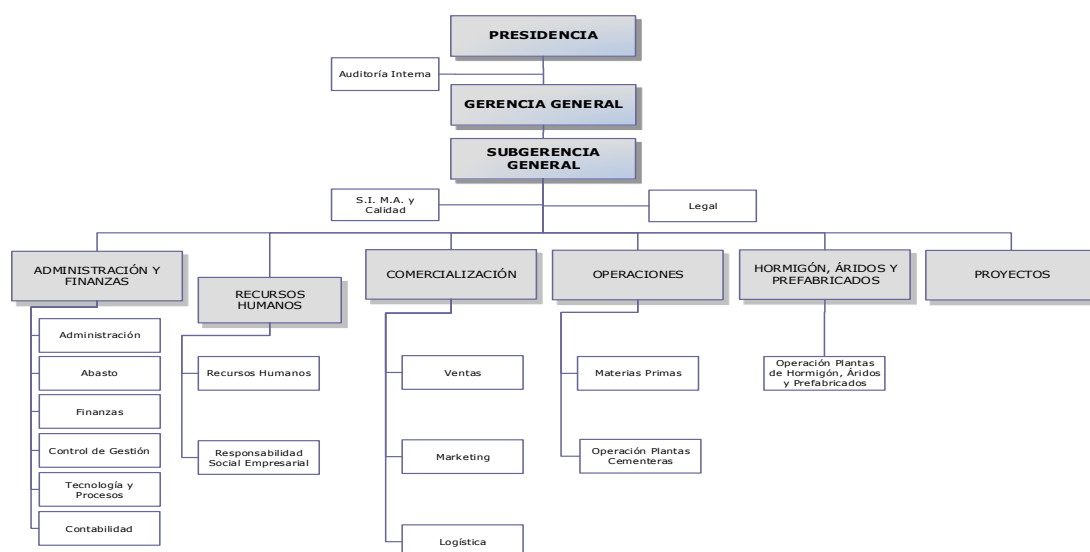 PRESIDENCIA
Auditoría Interna
GERENCIA GENERAL
SUBGERENCIA
GENERAL
S.I. M.A. y
Calidad
Legal
ADMINISTRACIÓN Y
FINANZAS
RECURSOS
HUMANOS
COMERCIALIZACIÓN
OPERACIONES
HORMIGÓN, ÁRIDOS Y
PREFABRICADOS
PROYECTOS
Administración
Abasto
Finanzas
Control de Gestión
Tecnología y
Procesos
Contabilidad
Recursos Humanos
Responsabilidad
Social Empresarial
Ventas
Marketing
Logística
Materias Primas
Operación Plantas
Cementeras
Operación Plantas
de Hormigón, Áridos
y Prefabricados